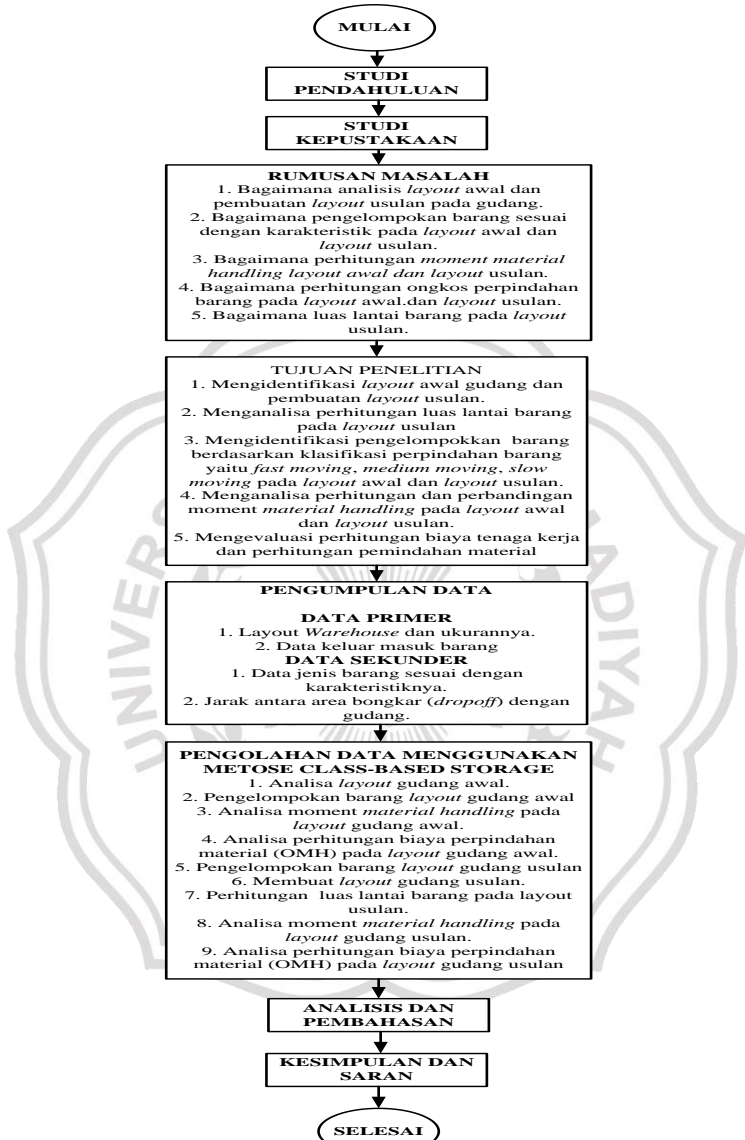 MULAI
STUDI
PENDAHULUAN
STUDI
KEPUSTAKAAN
RUMUSAN MASALAH
1. Bagaimana analisis layout awal dan
pembuatan layout usulan pada gudang.
2. Bagaimana pengelompokan barang sesuai
dengan karakteristik pada layout awal dan
layout usulan.
3. Bagaimana perhitungan moment material
handling layout awal dan layout usulan.
4. Bagaimana perhitungan ongkos perpindahan
barang pada layout awal.dan layout usulan.
5. Bagaimana luas lantai barang pada layout
usulan.
TUJUAN PENELITIAN
1. Mengidentifikasi layout awal gudang dan
pembuatan layout usulan.
2. Menganalisa perhitungan luas lantai barang
pada layout usulan
3. Mengidentifikasi pengelompokkan barang
berdasarkan klasifikasi perpindahan barang
yaitu fast moving, medium moving, slow
moving pada layout awal dan layout usulan.
4. Menganalisa perhitungan dan perbandingan
moment material handling pada layout awal
dan layout usulan.
5. Mengevaluasi perhitungan biaya tenaga kerja
dan perhitungan pemindahan material
PENGUMPULAN DATA
DATA PRIMER
1. Layout Warehouse dan ukurannya.
2. Data keluar masuk barang
DATA SEKUNDER
1. Data jenis barang sesuai dengan
karakteristiknya.
2. Jarak antara area bongkar (dropoff) dengan
gudang.
PENGOLAHAN DATA MENGGUNAKAN
METOSE CLASS-BASED STORAGE
1. Analisa layout gudang awal.
2. Pengelompokan barang layout gudang awal
3. Analisa moment material handling pada
layout gudang awal.
4. Analisa perhitungan biaya perpindahan
material (OMH) pada layout gudang awal.
5. Pengelompokan barang layout gudang usulan
6. Membuat layout gudang usulan.
7. Perhitungan luas lantai barang pada layout
usulan.
8. Analisa moment material handling pada
layout gudang usulan.
9. Analisa perhitungan biaya perpindahan
material (OMH) pada layout gudang usulan
ANALISIS DAN
PEMBAHASAN
KESIMPULAN DAN
SARAN
SELESAI